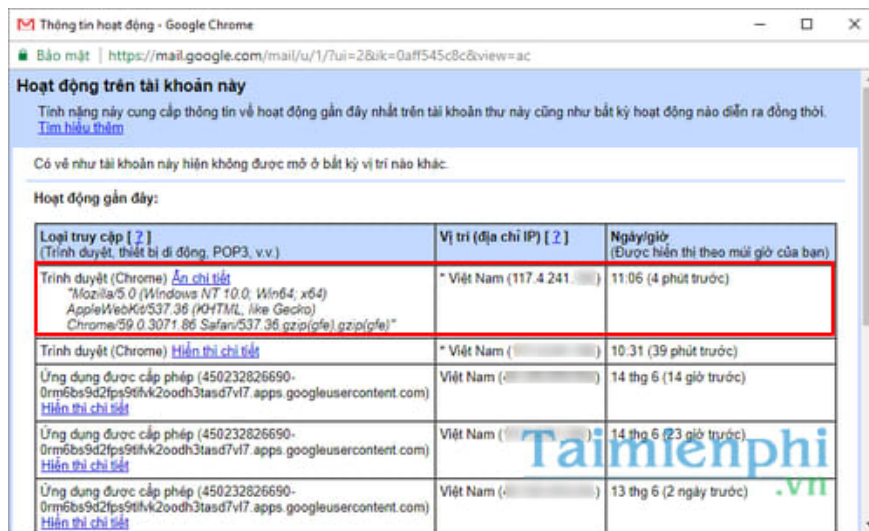 Thông tin hoạt động - Google Chrome
Bảo mật | https://mail.google.com/mail/u/1/?ui=2&ik=0aff545c8c&view=ac
Hoạt động trên tài khoản này
Tính năng này cung cấp thông tin về hoạt động gần đây nhất trên tài khoản thư này cũng như bất kỳ hoạt động nào diễn ra đồng thời.
Tìm hiểu thêm
Có vẻ như tài khoản này hiện không được mở ở bất kỳ vị trí nào khác.
Hoạt động gần đây:
Loại truy cập [ ? ] Vị trí (địa chỉ IP) [ ? ] Ngày/giờ
(Trình duyệt, thiết bị di động, POP3, v.v.) (Được hiển thị theo múi giờ của bạn)
Trình duyệt (Chrome) Ẩn chi tiết * Việt Nam (117.4.241. ) 11:06 (4 phút trước)
"Mozilla/5.0 (Windows NT 10.0; Win64; x64)
AppleWebKit/537.36 (KHTML, like Gecko)
Chrome/59.0.3071.86 Safari/537.36,gzip(gfe),gzip(gfe)"
Trình duyệt (Chrome) Hiển thị chi tiết * Việt Nam ( ) 10:31 (39 phút trước)
Ứng dụng được cấp phép (450232826690- Việt Nam ( ) 14 thg 6 (14 giờ trước)
0rm6bs9d2fps9tifvk2oodh3tasd7vl7.apps.googleusercontent.com)
Hiển thị chi tiết
Ứng dụng được cấp phép (450232826690- Việt Nam ( ) 14 thg 6 (23 giờ trước)
0rm6bs9d2fps9tifvk2oodh3tasd7vl7.apps.googleusercontent.com)
Hiển thị chi tiết
Ứng dụng được cấp phép (450232826690- Việt Nam ( ) 13 thg 6 (2 ngày trước)
0rm6bs9d2fps9tifvk2oodh3tasd7vl7.apps.googleusercontent.com)
Hiển thị chi tiết
Taimienphi
.vn